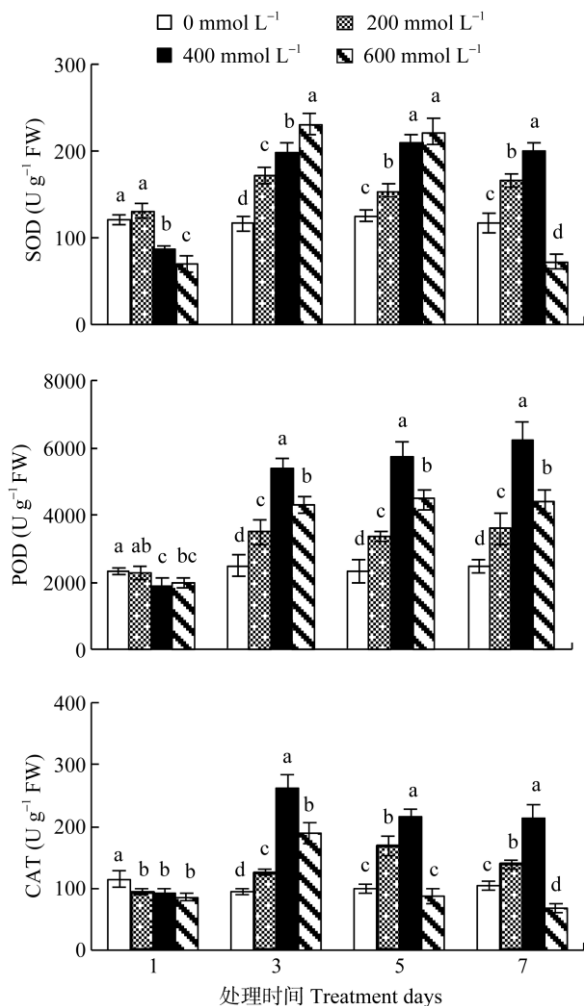 0 mmol L⁻¹ 200 mmol L⁻¹
400 mmol L⁻¹ 600 mmol L⁻¹
SOD (U g⁻¹ FW)
300
200
100
0
a a b c
d c b a
c b a a
c b a d
POD (U g⁻¹ FW)
8000
6000
4000
2000
0
a ab c bc
d c a b
d c a b
d c a b
CAT (U g⁻¹ FW)
400
300
200
100
0
a b b b
d c a b
c b a c
c b a d
1 3 5 7
处理时间 Treatment days